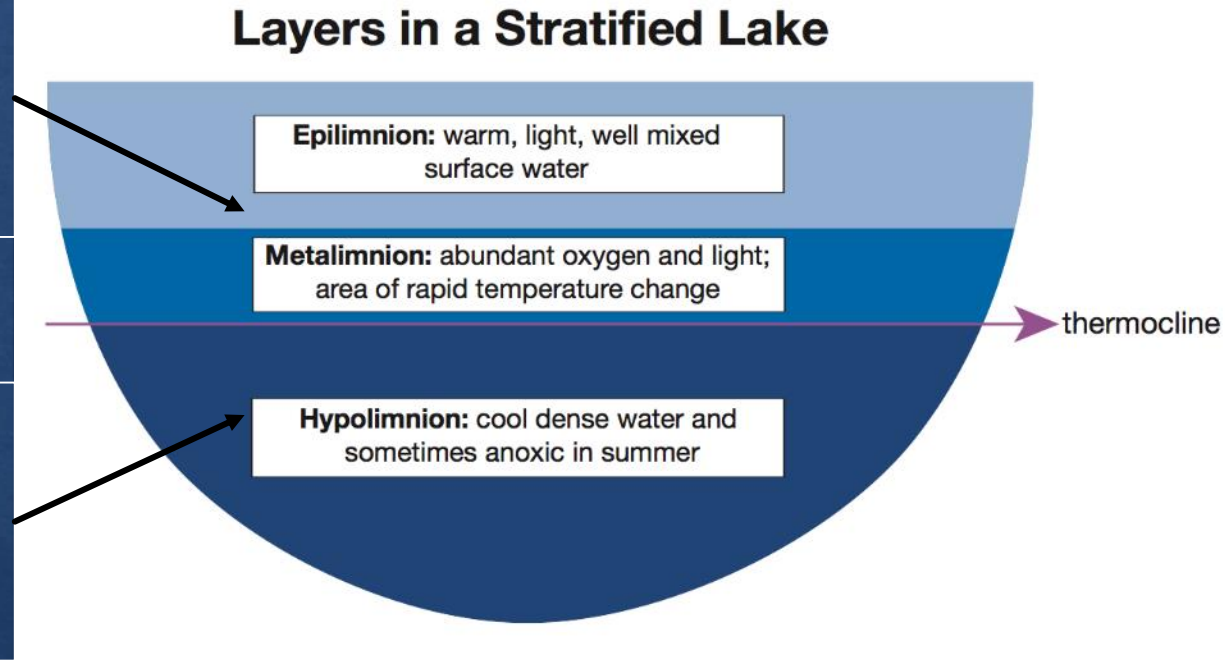 Layers in a Stratified Lake
Epilimnion: warm, light, well mixed
surface water
Metalimnion: abundant oxygen and light;
area of rapid temperature change
thermocline
Hypolimnion: cool dense water and
sometimes anoxic in summer